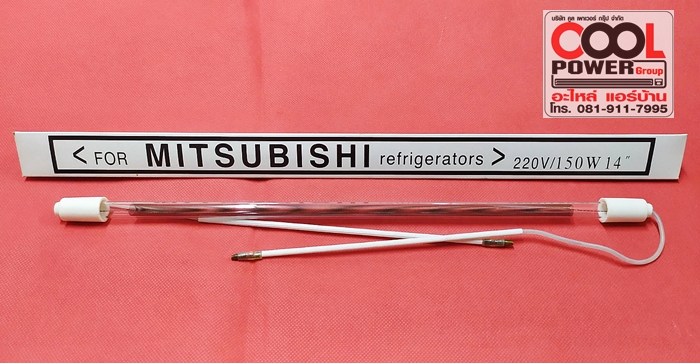 บริษัท คูล เพาเวอร์ กรุ๊ป จำกัด
COOL
POWER Group
อะไหล่ แอร์บ้าน
โทร. 081-911-7995
< FOR MITSUBISHI refrigerators > 220V/150W 14"